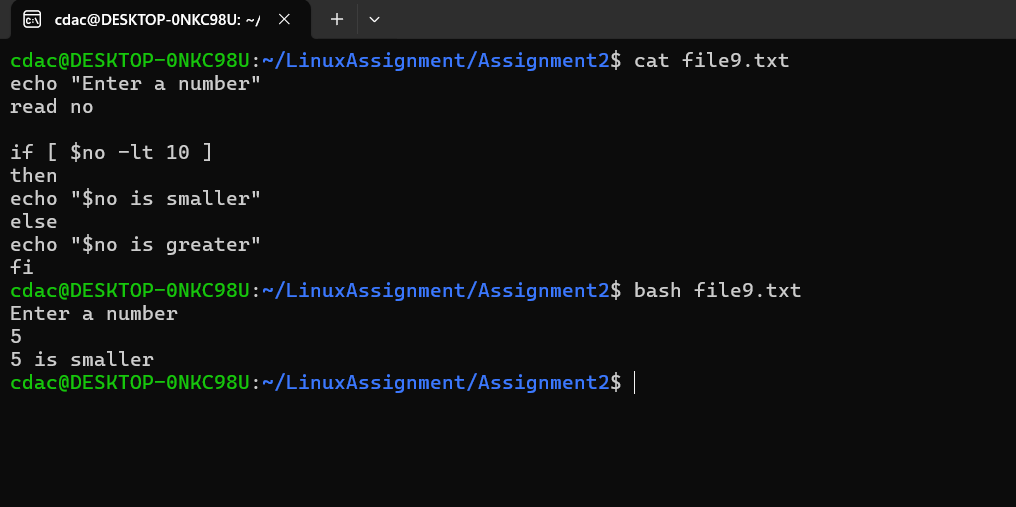 cdac@DESKTOP-0NKC98U: ~/
cdac@DESKTOP-0NKC98U:~/LinuxAssignment/Assignment2$ cat file9.txt
echo "Enter a number"
read no

if [ $no -lt 10 ]
then
echo "$no is smaller"
else
echo "$no is greater"
fi
cdac@DESKTOP-0NKC98U:~/LinuxAssignment/Assignment2$ bash file9.txt
Enter a number
5
5 is smaller
cdac@DESKTOP-0NKC98U:~/LinuxAssignment/Assignment2$